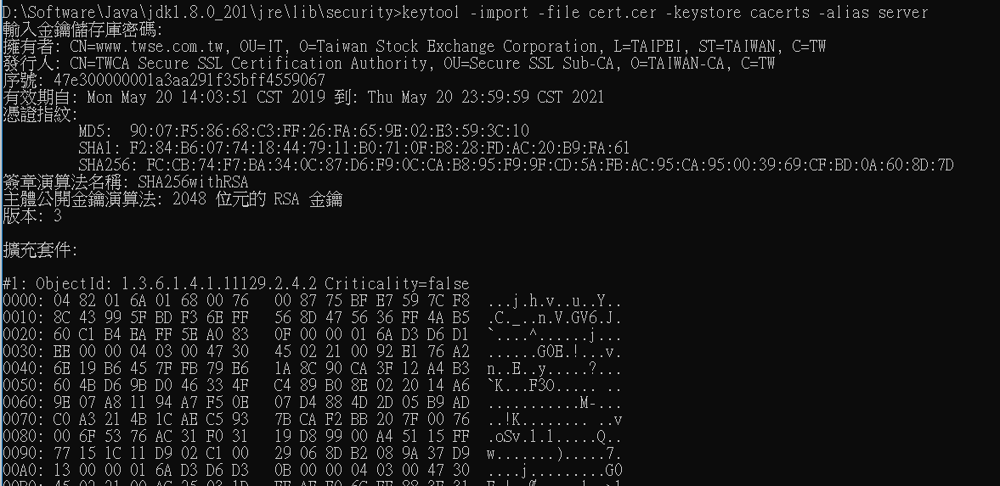 D:\Software\Java\jdk1.8.0_201\jre\lib\security>keytool -import -file cert.cer -keystore cacerts -alias server
輸入金鑰儲存庫密碼:
擁有者: CN=www.twse.com.tw, OU=IT, O=Taiwan Stock Exchange Corporation, L=TAIPEI, ST=TAIWAN, C=TW
發行人: CN=TWCA Secure SSL Certification Authority, OU=Secure SSL Sub-CA, O=TAIWAN-CA, C=TW
序號: 47e300000001a3aa291f35bff4559067
有效期自: Mon May 20 14:03:51 CST 2019 到: Thu May 20 23:59:59 CST 2021
憑證指紋:
MD5:  90:07:F5:86:68:C3:FF:26:FA:65:9E:02:E3:59:3C:10
SHA1: F2:84:B6:07:74:18:44:79:11:B0:71:0F:B8:28:FD:AC:20:B9:FA:61
SHA256: FC:CB:74:F7:BA:34:0C:87:D6:F9:0C:CA:B8:95:F9:9F:CD:5A:FB:AC:95:CA:95:00:39:69:CF:BD:0A:60:8D:7D
簽章演算法名稱: SHA256withRSA
主體公開金鑰演算法: 2048 位元的 RSA 金鑰
版本: 3
擴充套件:
#1: ObjectId: 1.3.6.1.4.1.11129.2.4.2 Criticality=false
0000: 04 82 01 6A 01 68 00 76   00 87 75 BF E7 59 7C F8  ...j.h.v..u..Y..
0010: 8C 43 99 5F BD F3 6E FF   56 8D 47 56 36 FF 4A B5  .C._..n.V.GV6.J.
0020: 60 C1 B4 EA FF 5E A0 83   0F 00 00 01 6A D3 D6 D1  `....^......j...
0030: EE 00 00 04 03 00 47 30   45 02 21 00 92 E1 76 A2  ......G0E.!...v.
0040: 6E 19 B6 45 7F FB 79 E6   1A 8C 90 CA 3F 12 A4 B3  n..E..y.....?...
0050: 60 4B D6 9B D0 46 33 4F   C4 89 B0 8E 02 20 14 A6  `K...F3O..... ..
0060: 9E 07 A8 11 94 A7 F5 0E   07 D4 88 4D 2D 05 B9 AD  ...........M-...
0070: C0 A3 21 4B 1C AE C5 93   7B CA F2 BB 20 7F 00 76  ..!K........ ..v
0080: 00 6F 53 76 AC 31 F0 31   19 D8 99 00 A4 51 15 FF  .oSv.1.1.....Q..
0090: 77 15 1C 11 D9 02 C1 00   29 06 8D B2 08 9A 37 D9  w.......).....7.
00A0: 13 00 00 01 6A D3 D6 D3   0B 00 00 04 03 00 47 30  ....j.........G0